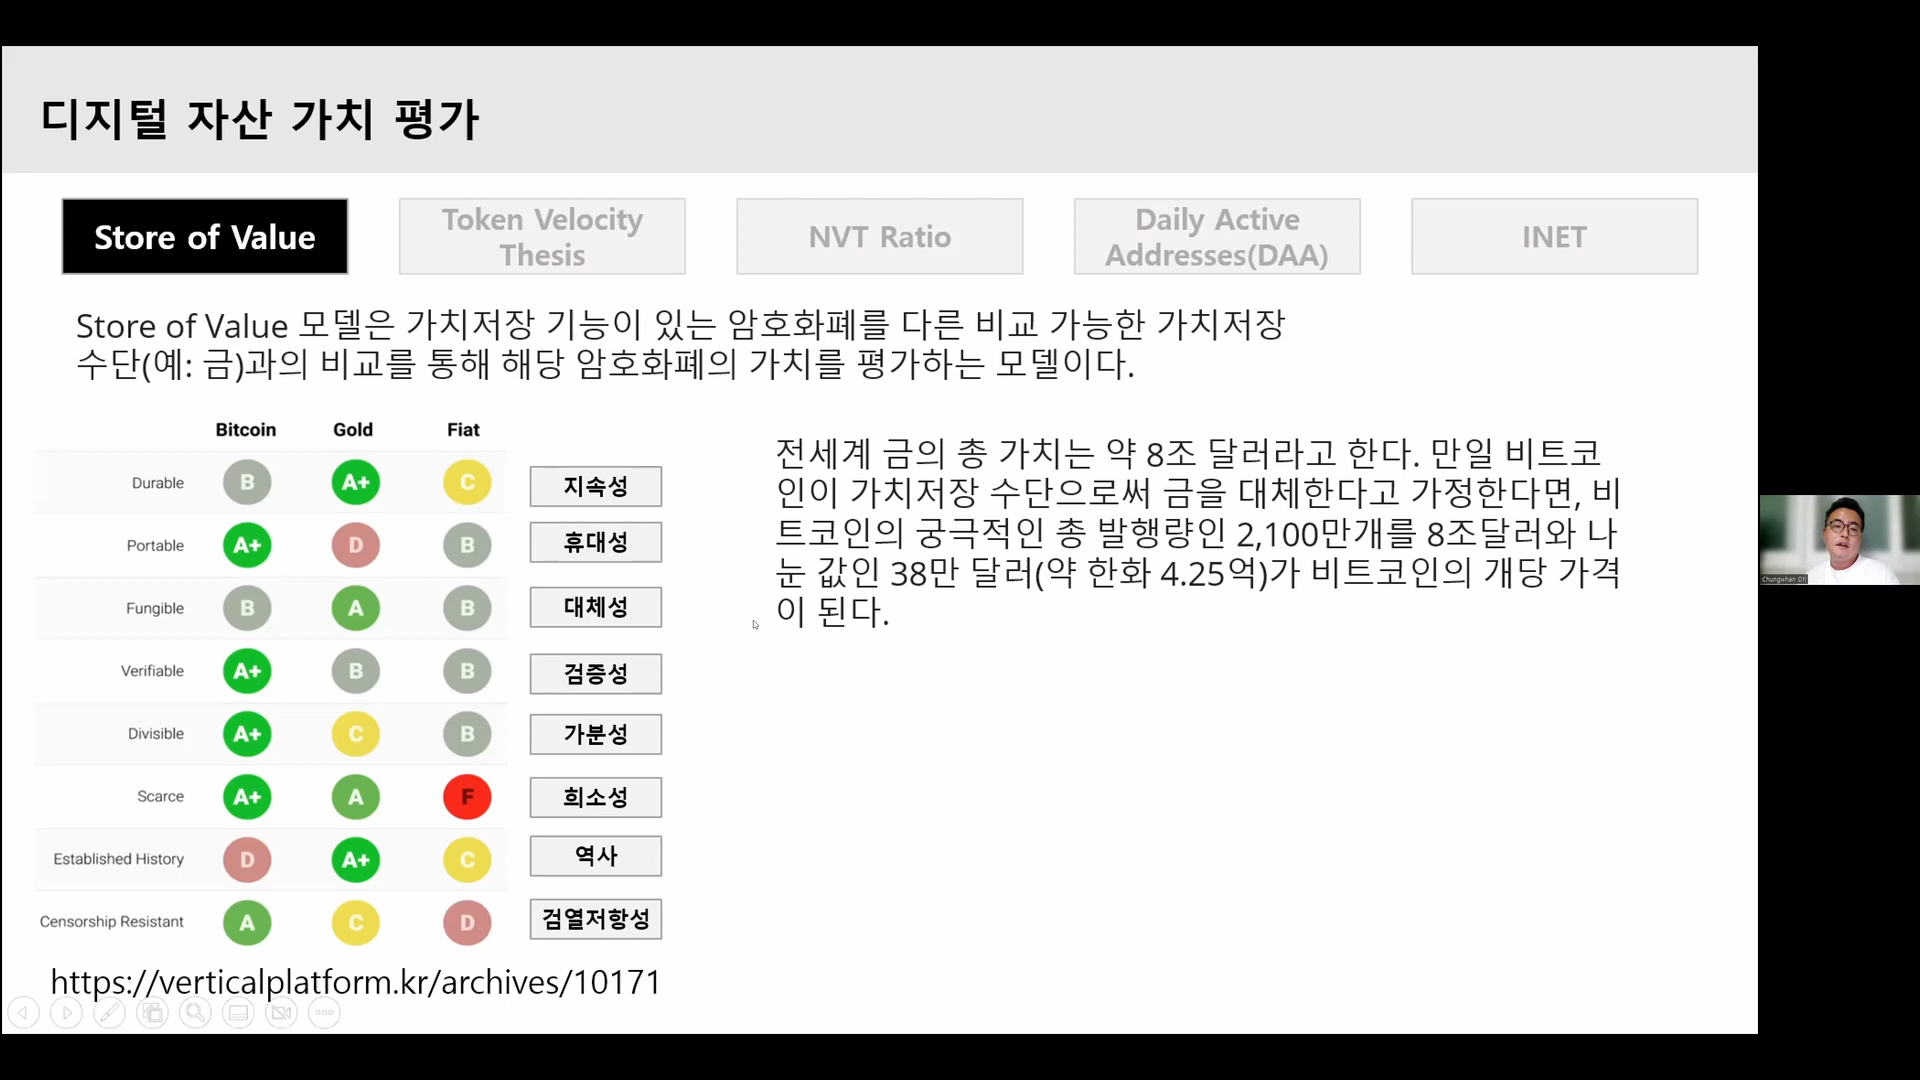 디지털 자산 가치 평가
Store of Value
Token Velocity
Thesis
NVT Ratio
Daily Active
Addresses(DAA)
INET
Store of Value 모델은 가치저장 기능이 있는 암호화폐를 다른 비교 가능한 가치저장
수단(예: 금)과의 비교를 통해 해당 암호화폐의 가치를 평가하는 모델이다.
Bitcoin Gold Fiat
Durable B A+ C 지속성
Portable A+ D B 휴대성
Fungible B A B 대체성
Verifiable A+ B B 검증성
Divisible A+ C B 가분성
Scarce A+ A F 희소성
Established History D A+ C 역사
Censorship Resistant A C D 검열저항성
https://verticalplatform.kr/archives/10171
전세계 금의 총 가치는 약 8조 달러라고 한다. 만일 비트코
인이 가치저장 수단으로써 금을 대체한다고 가정한다면, 비
트코인의 궁극적인 총 발행량인 2,100만개를 8조달러와 나
눈 값인 38만 달러(약 한화 4.25억)가 비트코인의 개당 가격
이 된다.
Chungwhan Oh